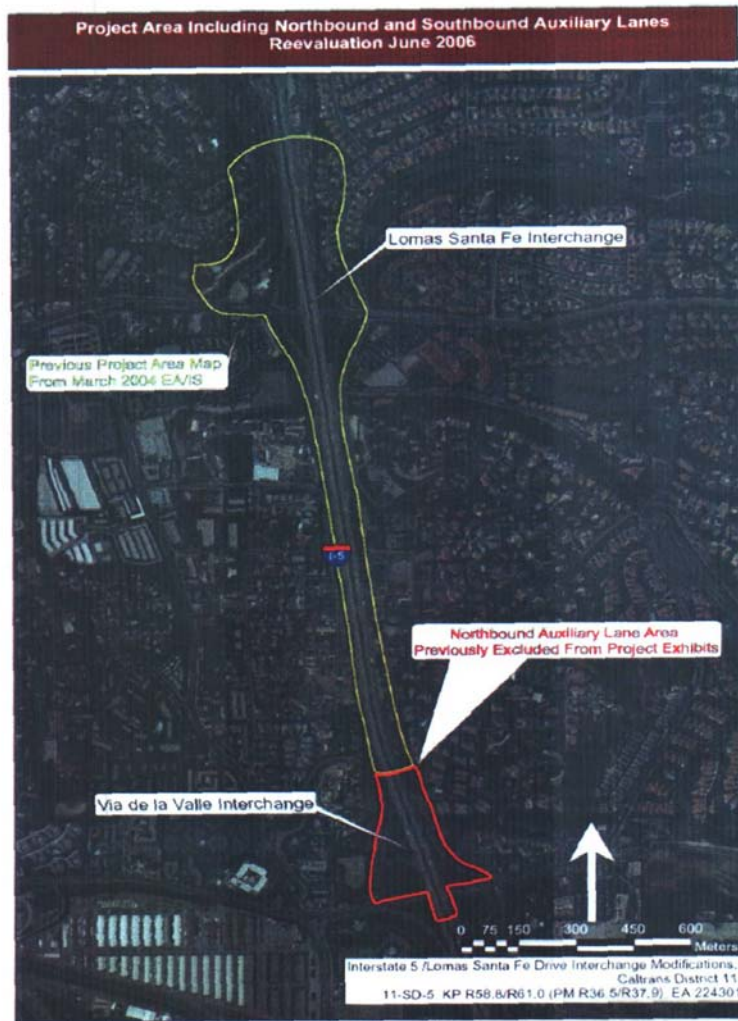 Project Area Including Northbound and Southbound Auxiliary Lanes
Reevaluation June 2006
Lomas Santa Fe Interchange
Previous Project Area Map
From March 2004 EA/IS
I-5
Northbound Auxiliary Lane Area
Previously Excluded From Project Exhibits
Via de la Valle Interchange
0 75 150 300 450 600
Meters
Interstate 5 /Lomas Santa Fe Drive Interchange Modifications,
Caltrans District 11
11-SD-5 KP R58.8/R61.0 (PM R36.5/R37.9) EA 224301